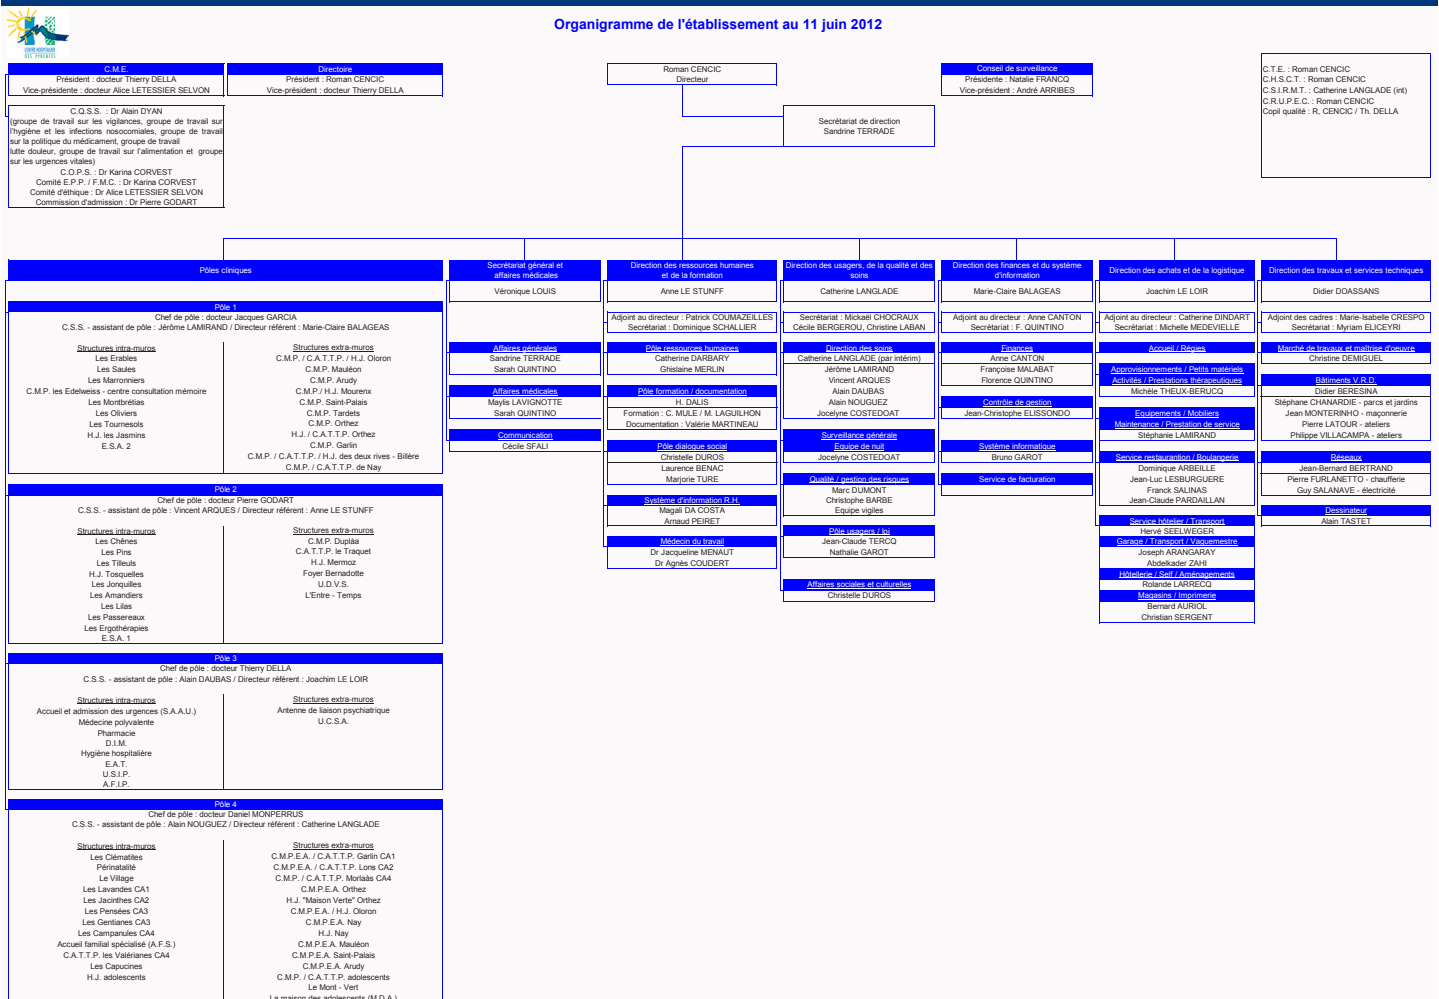 Organigramme de l'établissement au 11 juin 2012
CENTRE HOSPITALIER
DES PYRENEES
C.M.E.
Président : docteur Thierry DELLA
Vice-présidente : docteur Alice LETESSIER SELVON
Directoire
Président : Roman CENCIC
Vice-président : docteur Thierry DELLA
Roman CENCIC
Directeur
Conseil de surveillance
Présidente : Natalie FRANCQ
Vice-président : André ARRIBES
C.T.E. : Roman CENCIC
C.H.S.C.T. : Roman CENCIC
C.S.I.R.M.T. : Catherine LANGLADE (int)
C.R.U.P.E.C. : Roman CENCIC
Copil qualité : R, CENCIC / Th. DELLA
C.Q.S.S. : Dr Alain DYAN
(groupe de travail sur les vigilances, groupe de travail sur
l'hygiène et les infections nosocomiales, groupe de travail
sur la politique du médicament, groupe de travail
lutte douleur, groupe de travail sur l'alimentation et groupe
sur les urgences vitales)
C.O.P.S. : Dr Karina CORVEST
Comité E.P.P. / F.M.C. : Dr Karina CORVEST
Comité d'éthique : Dr Alice LETESSIER SELVON
Commission d'admission : Dr Pierre GODART
Secrétariat de direction
Sandrine TERRADE
Pôles cliniques
Pôle 1
Chef de pôle : docteur Jacques GARCIA
C.S.S. - assistant de pôle : Jérôme LAMIRAND / Directeur référent : Marie-Claire BALAGEAS
Structures intra-muros
Les Erables
Les Saules
Les Marronniers
C.M.P. les Edelweiss - centre consultation mémoire
Les Montbrétias
Les Oliviers
Les Tournesols
H.J. les Jasmins
E.S.A. 2
Structures extra-muros
C.M.P. / C.A.T.T.P. / H.J. Oloron
C.M.P. Mauléon
C.M.P. Arudy
C.M.P./ H.J. Mourenx
C.M.P. Saint-Palais
C.M.P. Tardets
C.M.P. Orthez
H.J. / C.A.T.T.P. Orthez
C.M.P. Garlin
C.M.P. / C.A.T.T.P. / H.J. des deux rives - Billère
C.M.P. / C.A.T.T.P. de Nay
Pôle 2
Chef de pôle : docteur Pierre GODART
C.S.S. - assistant de pôle : Vincent ARQUES / Directeur référent : Anne LE STUNFF
Structures intra-muros
Les Chênes
Les Pins
Les Tilleuls
H.J. Tosquelles
Les Jonquilles
Les Amandiers
Les Lilas
Les Passereaux
Les Ergothérapies
E.S.A. 1
Structures extra-muros
C.M.P. Duplàa
C.A.T.T.P. le Traquet
H.J. Mermoz
Foyer Bernadotte
U.D.V.S.
L'Entre - Temps
Pôle 3
Chef de pôle : docteur Thierry DELLA
C.S.S. - assistant de pôle : Alain DAUBAS / Directeur référent : Joachim LE LOIR
Structures intra-muros
Accueil et admission des urgences (S.A.A.U.)
Médecine polyvalente
Pharmacie
D.I.M.
Hygiène hospitalière
E.A.T.
U.S.I.P.
A.F.I.P.
Structures extra-muros
Antenne de liaison psychiatrique
U.C.S.A.
Pôle 4
Chef de pôle : docteur Daniel MONPERRUS
C.S.S. - assistant de pôle : Alain NOUGUEZ / Directeur référent : Catherine LANGLADE
Structures intra-muros
Les Clématites
Périnatalité
Le Village
Les Lavandes CA1
Les Jacinthes CA2
Les Pensées CA3
Les Gentianes CA3
Les Campanules CA4
Accueil familial spécialisé (A.F.S.)
C.A.T.T.P. les Valérianes CA4
Les Capucines
H.J. adolescents
Structures extra-muros
C.M.P.E.A. / C.A.T.T.P. Garlin CA1
C.M.P.E.A. / C.A.T.T.P. Lons CA2
C.M.P. / C.A.T.T.P. Morlaàs CA4
C.M.P.E.A. Orthez
H.J. "Maison Verte" Orthez
C.M.P.E.A. / H.J. Oloron
C.M.P.E.A. Nay
H.J. Nay
C.M.P.E.A. Mauléon
C.M.P.E.A. Saint-Palais
C.M.P.E.A. Arudy
C.M.P. / C.A.T.T.P. adolescents
Le Mont - Vert
La maison des adolescents (M.D.A.)
Secrétariat général et
affaires médicales
Véronique LOUIS
Affaires générales
Sandrine TERRADE
Sarah QUINTINO
Affaires médicales
Maylis LAVIGNOTTE
Sarah QUINTINO
Communication
Cécile SFALI
Direction des ressources humaines
et de la formation
Anne LE STUNFF
Adjoint au directeur : Patrick COUMAZEILLES
Secrétariat : Dominique SCHALLIER
Pôle ressources humaines
Catherine DARBARY
Ghislaine MERLIN
Pôle formation / documentation
H. DALIS
Formation : C. MULE / M. LAGUILHON
Documentation : Valérie MARTINEAU
Pôle dialogue social
Christelle DUROS
Laurence BENAC
Marjorie TURE
Système d'information R.H.
Magali DA COSTA
Arnaud PEIRET
Médecin du travail
Dr Jacqueline MENAUT
Dr Agnès COUDERT
Direction des usagers, de la qualité et des
soins
Catherine LANGLADE
Secrétariat : Mickaël CHOCRAUX
Cécile BERGEROU, Christine LABAN
Direction des soins
Catherine LANGLADE (par intérim)
Jérôme LAMIRAND
Vincent ARQUES
Alain DAUBAS
Alain NOUGUEZ
Jocelyne COSTEDOAT
Surveillance générale
Equipe de nuit
Jocelyne COSTEDOAT
Qualité / gestion des risques
Marc DUMONT
Christophe BARBE
Equipe vigiles
Pôle usagers / lpi
Jean-Claude TERCQ
Nathalie GAROT
Affaires sociales et culturelles
Christelle DUROS
Direction des finances et du système
d'information
Marie-Claire BALAGEAS
Adjoint au directeur : Anne CANTON
Secrétariat : F. QUINTINO
Finances
Anne CANTON
Françoise MALABAT
Florence QUINTINO
Contrôle de gestion
Jean-Christophe ELISSONDO
Système informatique
Bruno GAROT
Service de facturation
Direction des achats et de la logistique
Joachim LE LOIR
Adjoint au directeur : Catherine DINDART
Secrétariat : Michelle MEDEVIELLE
Accueil / Régies
Michèle THEUX-BERUCQ
Approvisionnements / Petits matériels
Activités / Prestations thérapeutiques
Equipements / Mobiliers
Maintenance / Prestation de service
Stéphanie LAMIRAND
Service restaurantion / Boulangerie
Dominique ARBEILLE
Jean-Luc LESBURGUERE
Franck SALINAS
Jean-Claude PARDAILLAN
Service hôtelier / Transport
Hervé SEELWEGER
Garage / Transport / Vaguemestre
Joseph ARANGARAY
Abdelkader ZAHI
Hôtellerie / Self / Aménagements
Rolande LARRECQ
Magasins / Imprimerie
Bernard AURIOL
Christian SERGENT
Direction des travaux et services techniques
Didier DOASSANS
Adjoint des cadres : Marie-Isabelle CRESPO
Secrétariat : Myriam ELICEYRI
Marché de travaux et maîtrise d'oeuvre
Christine DEMIGUEL
Bâtiments V.R.D.
Didier BERESINA
Stéphane CHANARDIE - parcs et jardins
Jean MONTERINHO - maçonnerie
Pierre LATOUR - ateliers
Philippe VILLACAMPA - ateliers
Réseaux
Jean-Bernard BERTRAND
Pierre FURLANETTO - chaufferie
Guy SALANAVE - électricité
Dessinateur
Alain TASTET